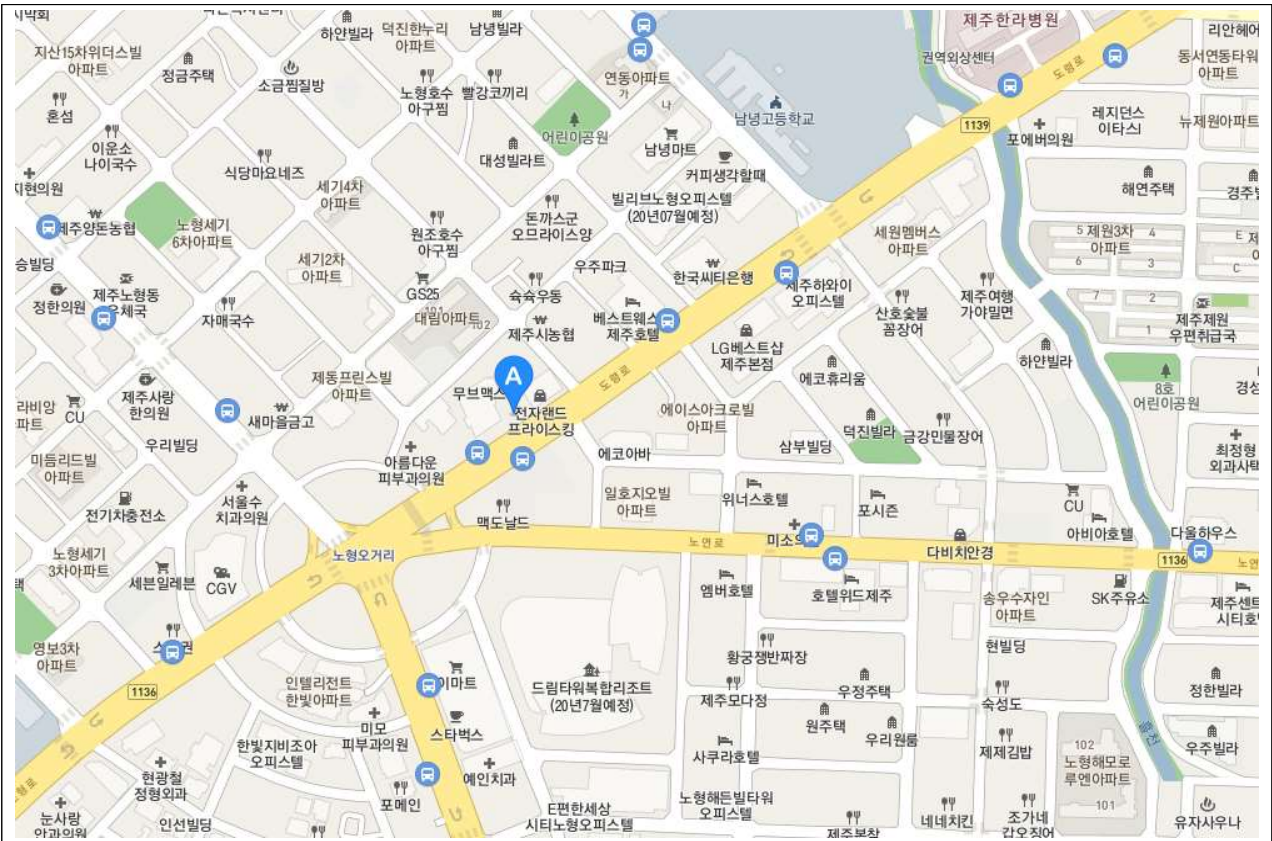 하얀빌라
덕진한누리
아파트
남녕빌라
제주한라병원
리안헤어
지산15차위더스빌
아파트
정금주택
소금찜질방
노형호수
아구찜
빨강코끼리
연동아파트
가
나
권역외상센터
도령로
동서연동타워
아파트
혼섬
이운소
나이국수
어린이공원
남녕고등학교
1139
포에버의원
레지던스
이타시
뉴제원아파트
식당마요네즈
대성빌라트
남녕마트
커피생각할때
지현의원
세기4차
아파트
빌리브노형오피스텔
(20년07월예정)
해연주택
제주양돈농협
노형세기
6차아파트
원조호수
아구찜
돈까스군
오므라이스양
세원멤버스
아파트
5
제원3차
아파트
4
E
6
3
C
승빌딩
세기2차
아파트
우주파크
한국씨티은행
정한의원
제주노형동
우체국
GS25
슉슉우동
제주하와이
오피스텔
제주여행
가야밀면
7
2
1
자매국수
대림아파트
101
102
제주시농협
베스트웨스
제주호텔
산호숯불
꼼장어
제주제원
우편취급국
LG베스트샵
제주본점
하얀빌라
제동프린스빌
아파트
무브맥스
A
도령로
에코휴리움
8호
어린이공원
제주사랑
한의원
CU
새마을금고
전자랜드
프라이스킹
에이스아크로빌
아파트
덕진빌라
금강민물장어
우리빌딩
삼부빌딩
최정형
외과사택
미듬리드빌
아파트
아름다운
피부과의원
에코아바
전기차충전소
서울수
치과의원
맥도날드
일호지오빌
아파트
위너스호텔
포시즌
CU
아비아호텔
다울하우스
노형세기
3차아파트
노형오거리
노연로
다비치안경
1136
세븐일레븐
CGV
엠버호텔
호텔위드제주
송우수자인
아파트
SK주유소
제주센트
시티호
영보3차
아파트
황궁쟁반짜장
현빌딩
1136
인텔리전트
한빛아파트
이마트
드림타워복합리조트
(20년7월예정)
제주모다정
우정주택
숙성도
정한빌라
미모
피부과의원
스타벅스
원주택
우리원룸
흘천
한빛지비조아
오피스텔
사쿠라호텔
제제김밥
102
노형해모로
루엔아파트
101
우주빌라
현광철
정형외과
포메인
예인치과
눈사랑
안과의원
인선빌딩
E편한세상
시티노형오피스텔
노형해든빌타워
오피스텔
제주본참
네네치킨
조가네
갑오징어
유자사우나